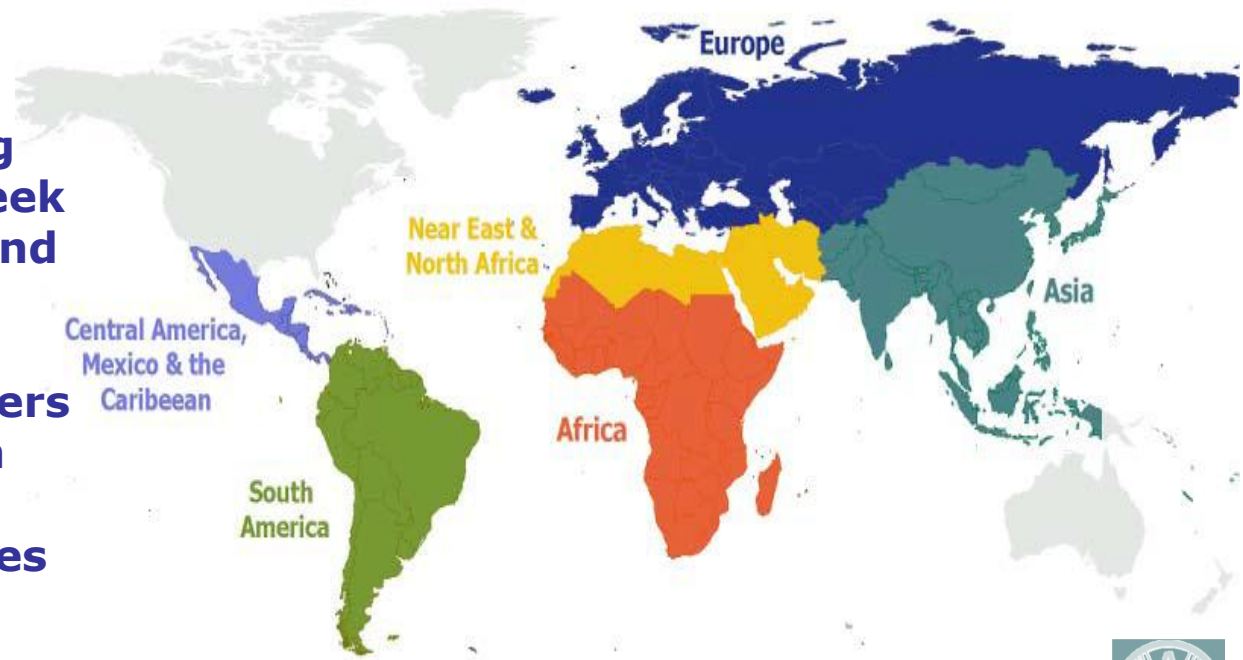 g
eek
nd
ers
n
es
Europe
Near East &
North Africa
Asia
Central America,
Mexico & the
Caribeean
Africa
South
America